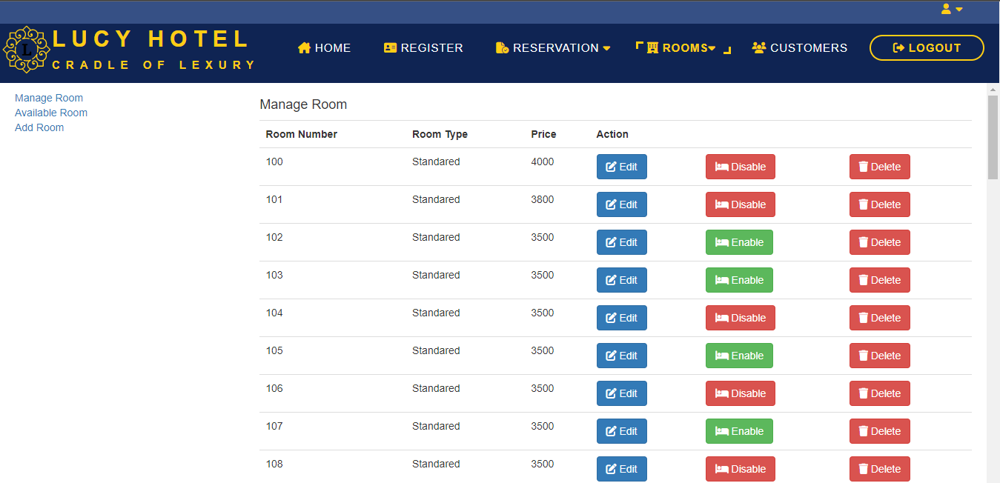 LUCY HOTEL
CRADLE OF LEXURY
L
HOME
REGISTER
RESERVATION
ROOMS
CUSTOMERS
LOGOUT
Manage Room
Available Room
Add Room
Manage Room
Room Number Room Type Price Action
100 Standared 4000 Edit Disable Delete
101 Standared 3800 Edit Disable Delete
102 Standared 3500 Edit Enable Delete
103 Standared 3500 Edit Enable Delete
104 Standared 3500 Edit Disable Delete
105 Standared 3500 Edit Enable Delete
106 Standared 3500 Edit Disable Delete
107 Standared 3500 Edit Enable Delete
108 Standared 3500 Edit Disable Delete